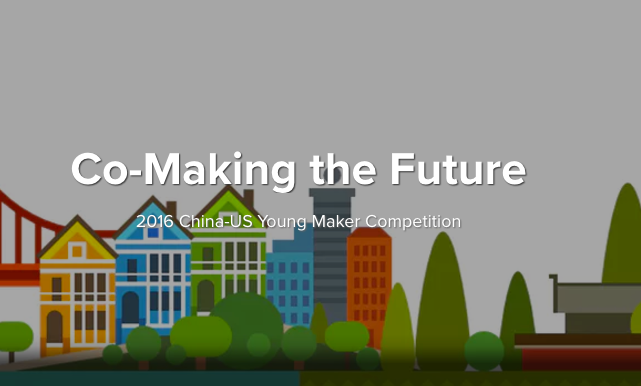 Co-Making the Future
2016 China-US Young Maker Competition